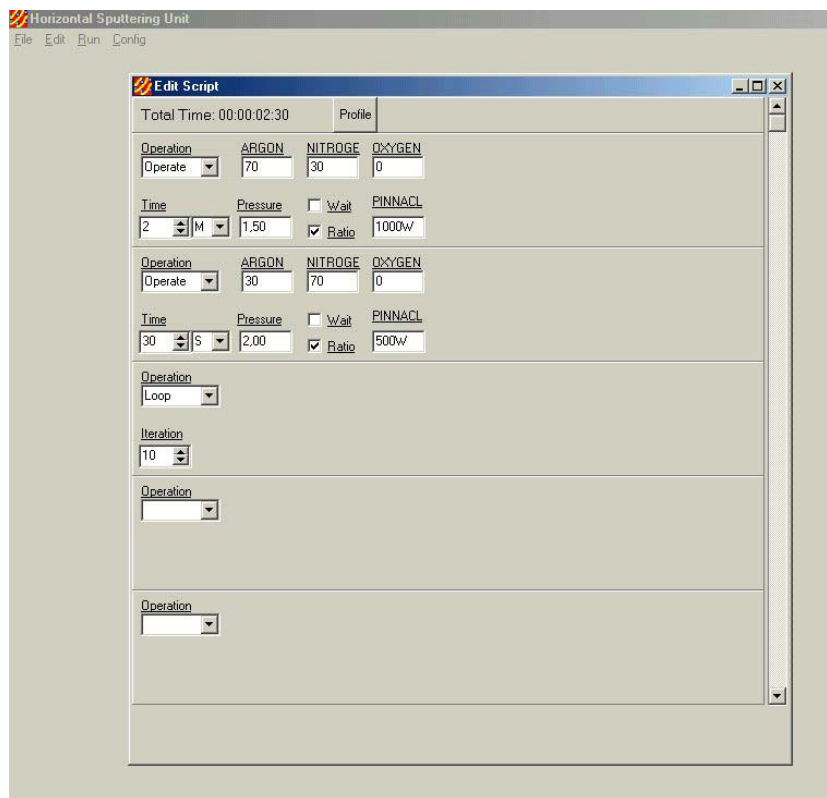 Horizontal Sputtering Unit
File Edit Run Config
Edit Script
Total Time: 00:00:02:30 Profile
Operation ARGON NITROGE OXYGEN
Operate 70 30 0
Time Pressure Wait PINNACL
2 M 1,50 Ratio 1000W
Operation ARGON NITROGE OXYGEN
Operate 30 70 0
Time Pressure Wait PINNACL
30 S 2,00 Ratio 500W
Operation
Loop
Iteration
10
Operation
Operation